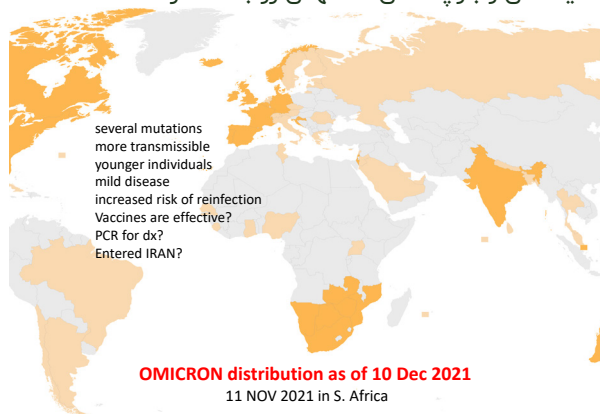 several mutations
more transmissible
younger individuals
mild disease
increased risk of reinfection
Vaccines are effective?
PCR for dx?
Entered IRAN?
OMICRON distribution as of 10 Dec 2021
11 NOV 2021 in S. Africa